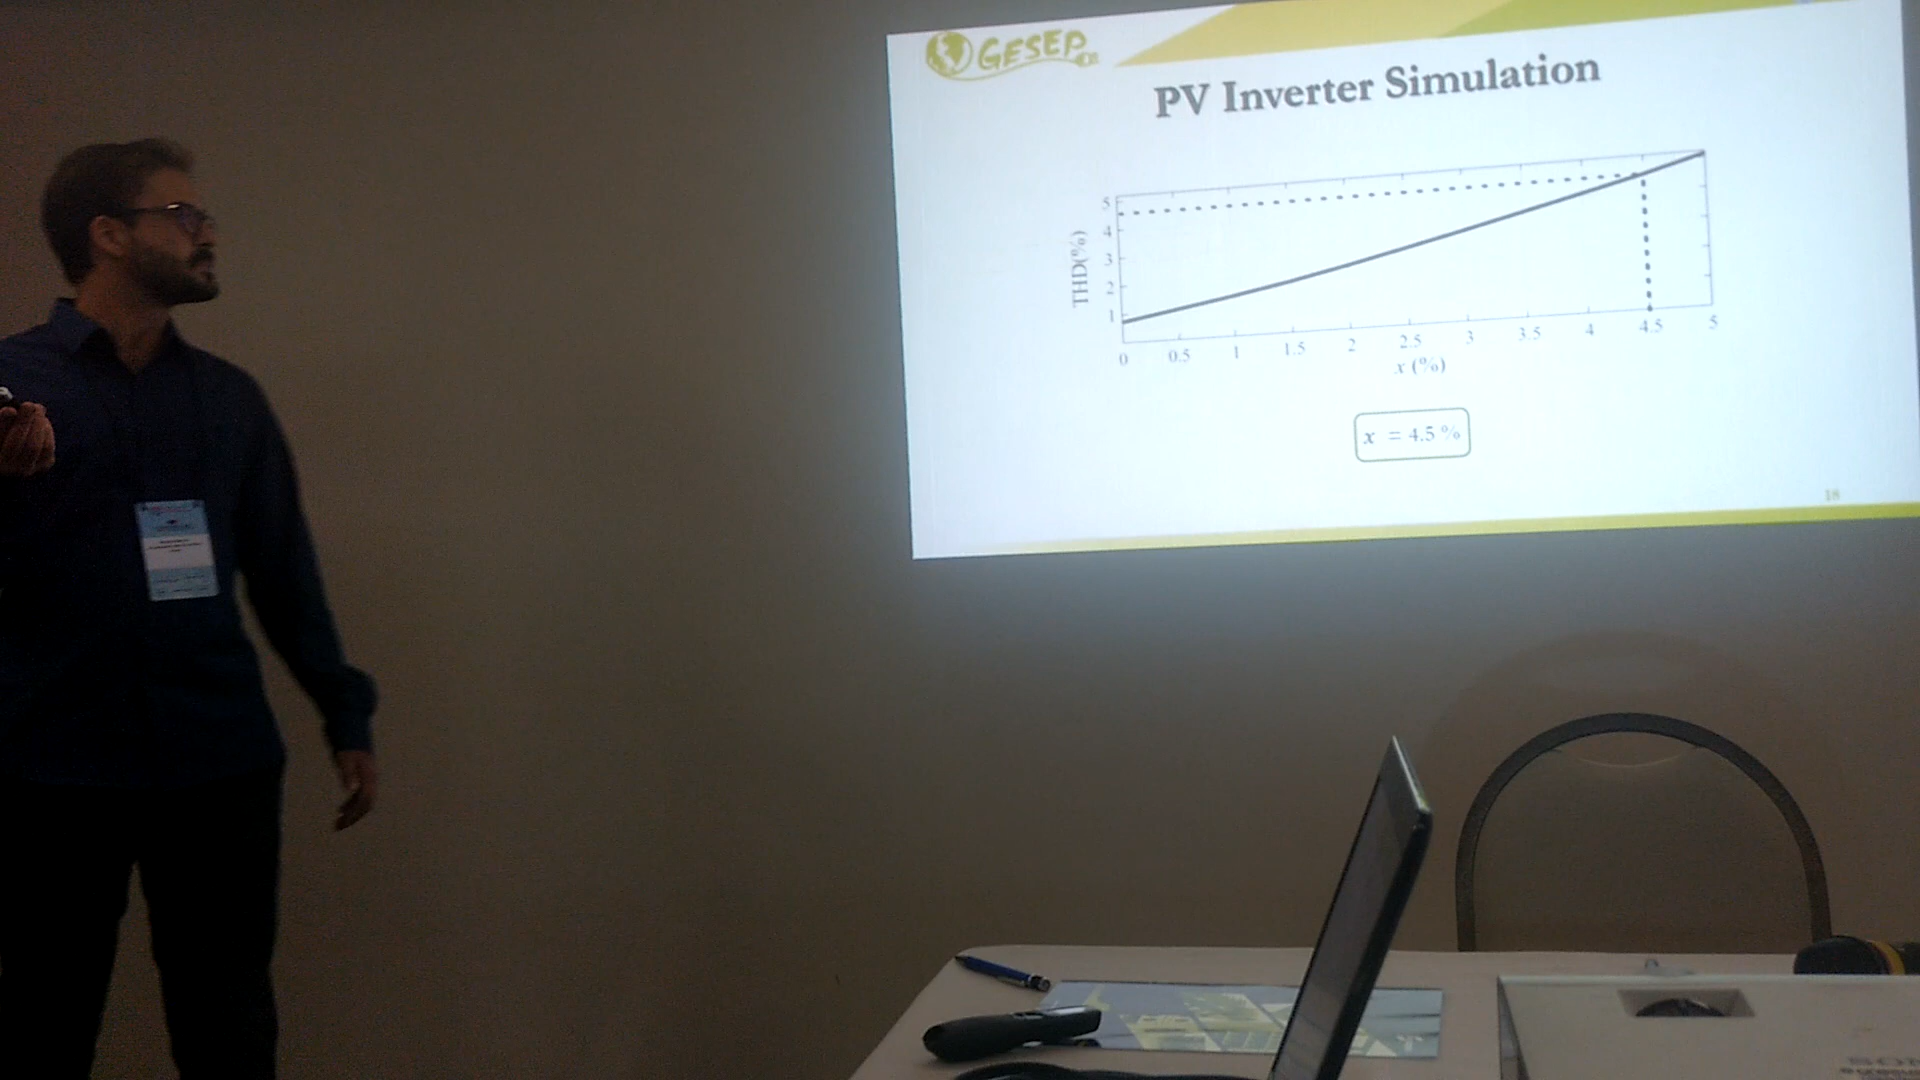 GESEP
PV Inverter Simulation
THD(%)
5
4
3
2
1
0 0.5 1 1.5 2 2.5 3 3.5 4 4.5 5
x (%)
x = 4.5 %
18